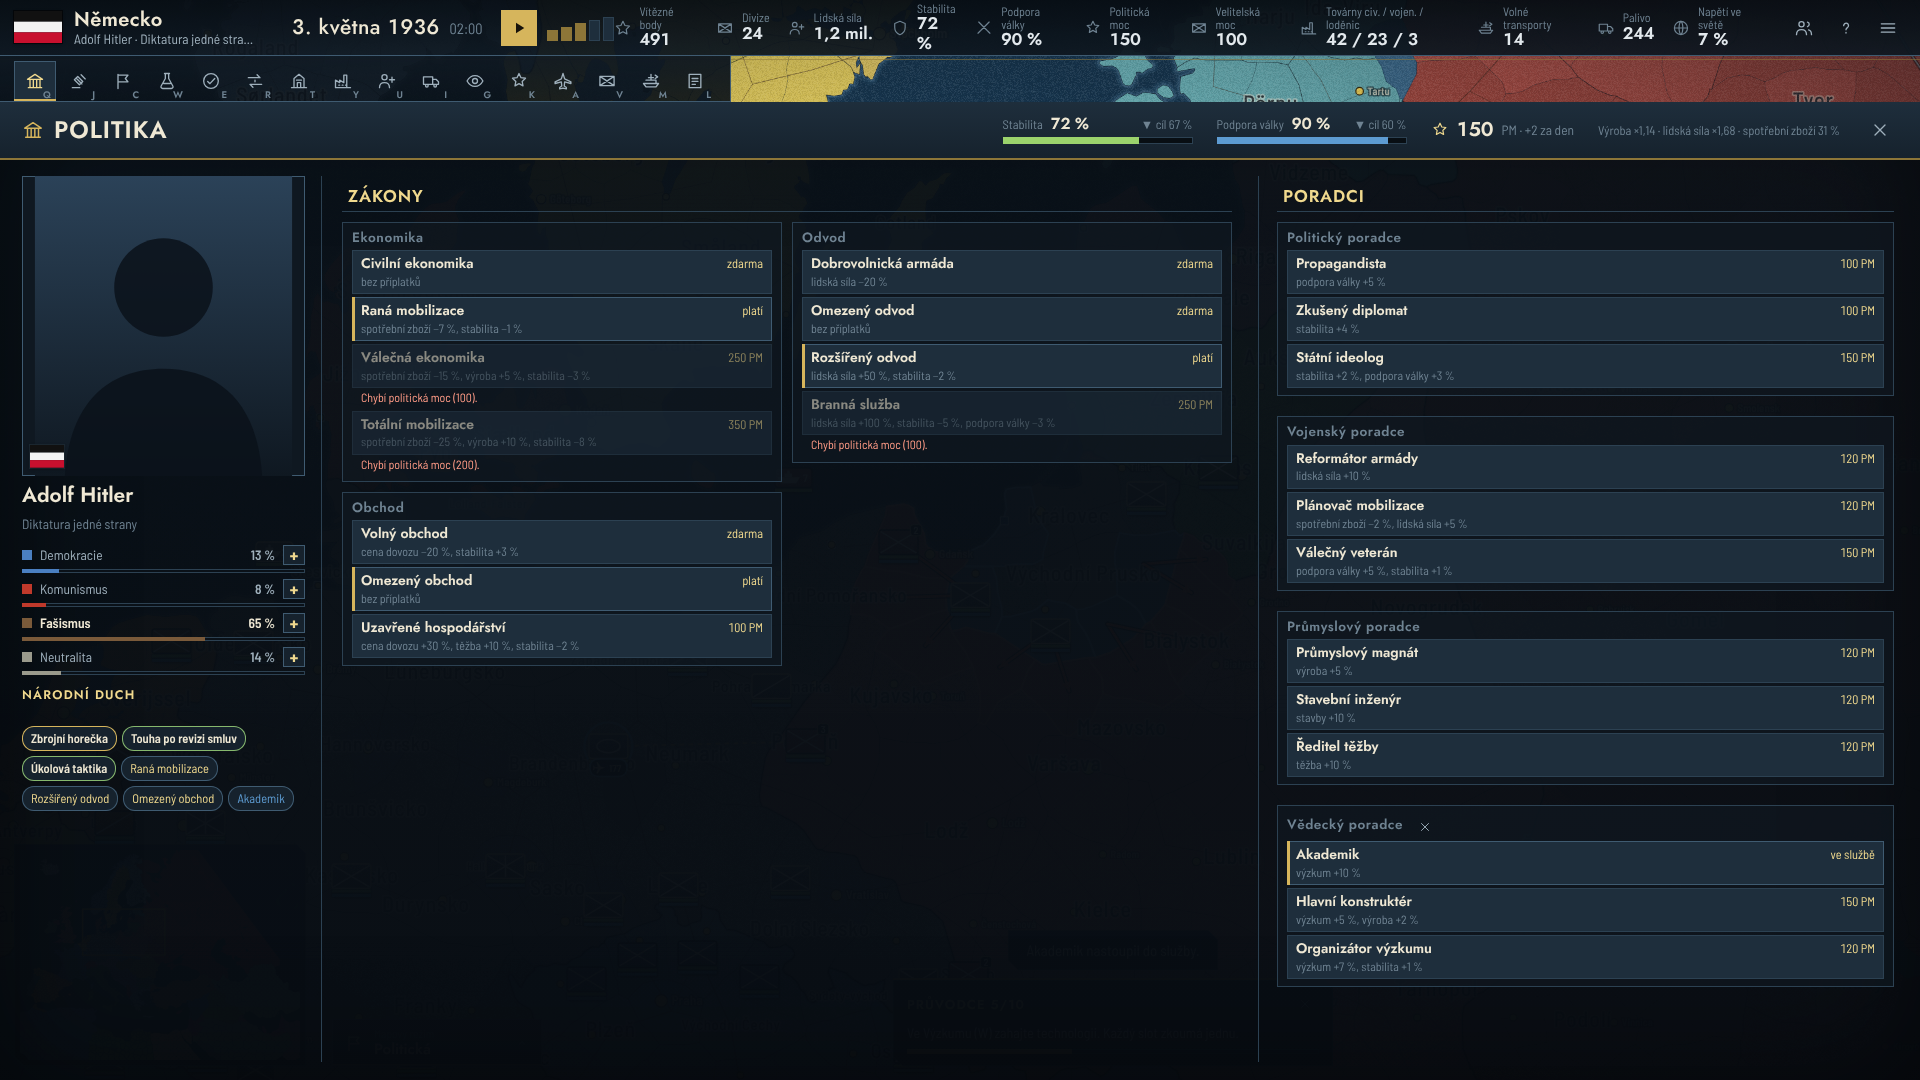 Německo
Adolf Hitler · Diktatura jedné stra...
3. května 1936 02:00
Vítězné body
491
Divize
24
Lidská síla
1,2 mil.
Stabilita
72 %
Podpora války
90 %
Politická moc
150
Velitelská moc
100
Továrny civ. / vojen. / loděnic
42 / 23 / 3
Volné transporty
14
Palivo
244
Napětí ve světě
7 %
?
Q J C W E R T Y U I G K A V M L
Tartu
POLITIKA
Stabilita 72 % ▼ cíl 67 %
Podpora války 90 % ▼ cíl 60 %
150 PM · +2 za den
Výroba ×1,14 · lidská síla ×1,68 · spotřební zboží 31 %
Adolf Hitler
Diktatura jedné strany
Demokracie 13 % +
Komunismus 8 % +
Fašismus 65 % +
Neutralita 14 % +
NÁRODNÍ DUCH
Zbrojní horečka Touha po revizi smluv
Úkolová taktika Raná mobilizace
Rozšířený odvod Omezený obchod Akademik
ZÁKONY
Ekonomika
Civilní ekonomika zdarma
bez příplatků
Raná mobilizace platí
spotřební zboží −7 %, stabilita −1 %
Válečná ekonomika 250 PM
spotřební zboží −15 %, výroba +5 %, stabilita −3 %
Chybí politická moc (100).
Totální mobilizace 350 PM
spotřební zboží −25 %, výroba +10 %, stabilita −8 %
Chybí politická moc (200).
Odvod
Dobrovolnická armáda zdarma
lidská síla −20 %
Omezený odvod zdarma
bez příplatků
Rozšířený odvod platí
lidská síla +50 %, stabilita −2 %
Branná služba 250 PM
lidská síla +100 %, stabilita −5 %, podpora války −3 %
Chybí politická moc (100).
Obchod
Volný obchod zdarma
cena dovozu −20 %, stabilita +3 %
Omezený obchod platí
bez příplatků
Uzavřené hospodářství 100 PM
cena dovozu +30 %, těžba +10 %, stabilita −2 %
PORADCI
Politický poradce
Propagandista 100 PM
podpora války +5 %
Zkušený diplomat 100 PM
stabilita +4 %
Státní ideolog 150 PM
stabilita +2 %, podpora války +3 %
Vojenský poradce
Reformátor armády 120 PM
lidská síla +10 %
Plánovač mobilizace 120 PM
spotřební zboží −2 %, lidská síla +5 %
Válečný veterán 150 PM
podpora války +5 %, stabilita +1 %
Průmyslový poradce
Průmyslový magnát 120 PM
výroba +5 %
Stavební inženýr 120 PM
stavby +10 %
Ředitel těžby 120 PM
těžba +10 %
Vědecký poradce
Akademik ve službě
výzkum +10 %
Hlavní konstruktér 150 PM
výzkum +5 %, výroba +2 %
Organizátor výzkumu 120 PM
výzkum +7 %, stabilita +1 %